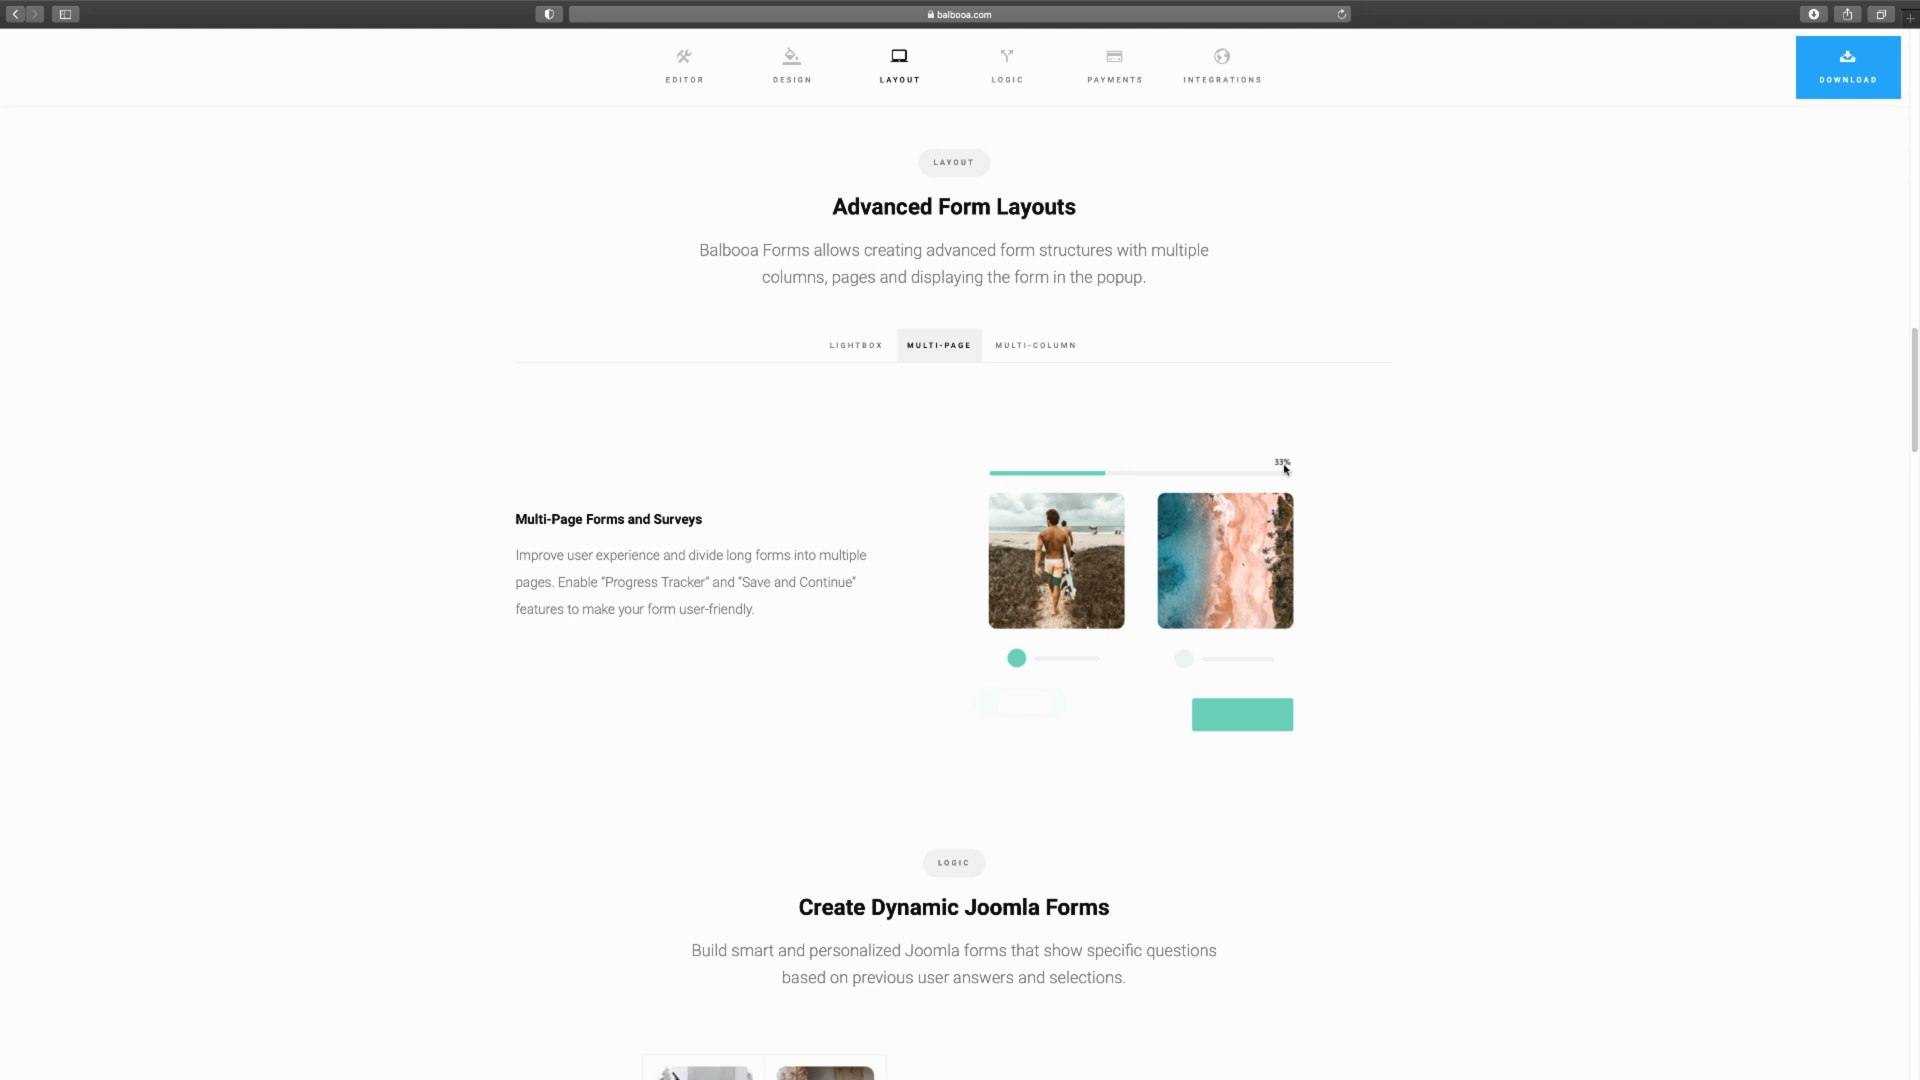 balbooa.com
EDITOR
DESIGN
LAYOUT
LOGIC
PAYMENTS
INTEGRATIONS
DOWNLOAD
LAYOUT
Advanced Form Layouts
Balbooa Forms allows creating advanced form structures with multiple
columns, pages and displaying the form in the popup.
LIGHTBOX
MULTI-PAGE
MULTI-COLUMN
33%
Multi-Page Forms and Surveys
Improve user experience and divide long forms into multiple
pages. Enable “Progress Tracker” and “Save and Continue”
features to make your form user-friendly.
LOGIC
Create Dynamic Joomla Forms
Build smart and personalized Joomla forms that show specific questions
based on previous user answers and selections.